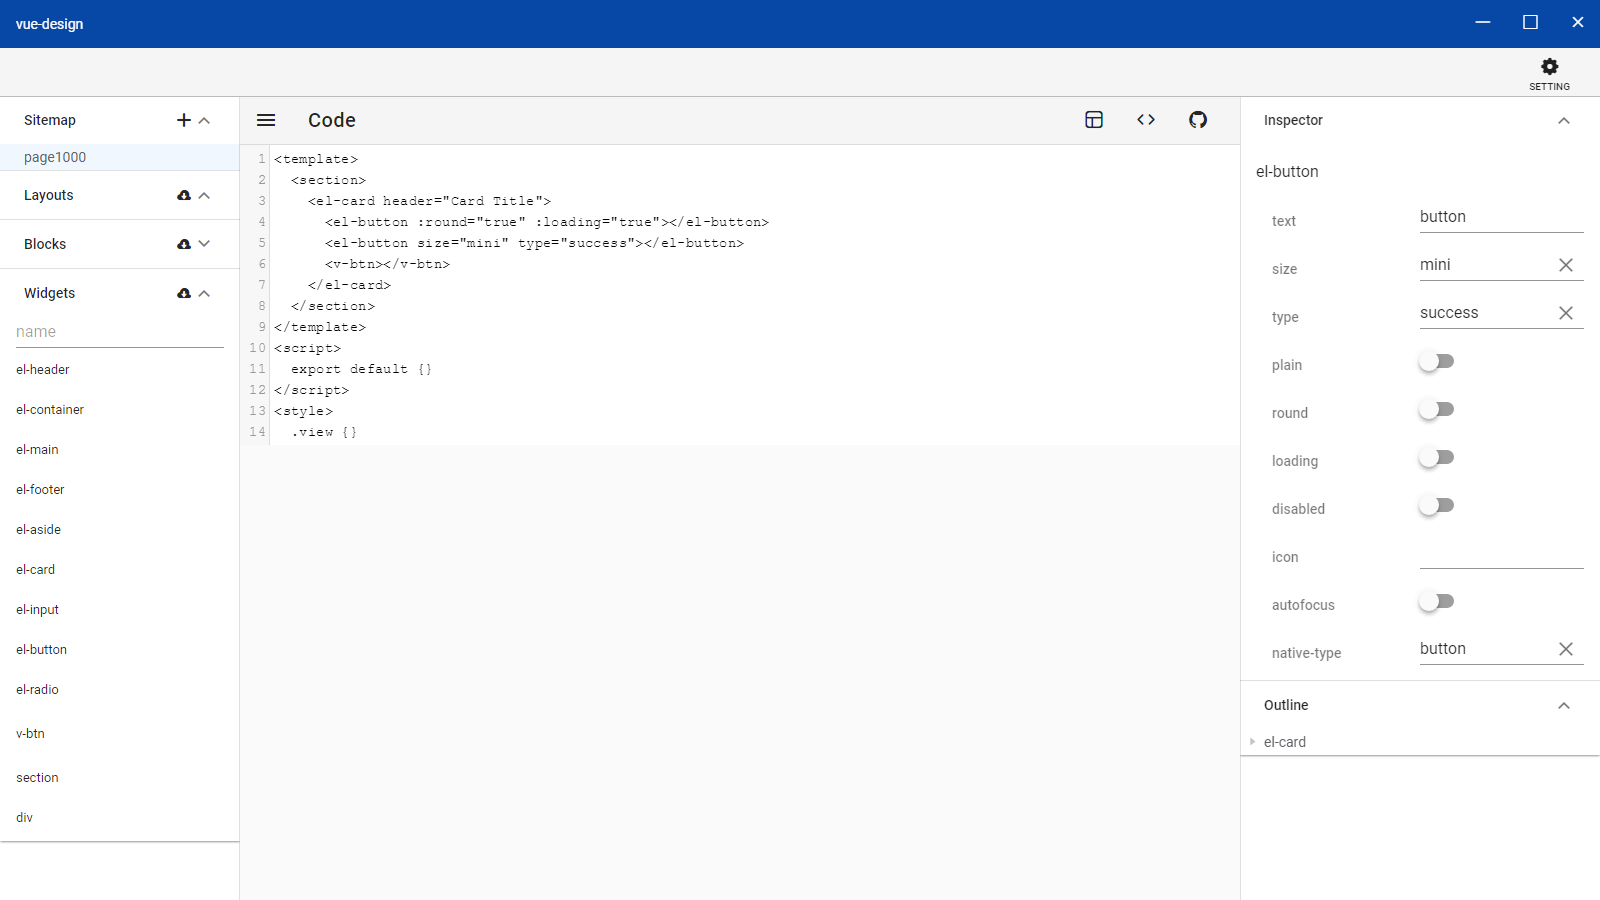 vue-design
SETTING
Sitemap
page1000
Layouts
Blocks
Widgets
name
el-header
el-container
el-main
el-footer
el-aside
el-card
el-input
el-button
el-radio
v-btn
section
div
Code
1 <template>
2 <section>
3 <el-card header="Card Title">
4 <el-button :round="true" :loading="true"></el-button>
5 <el-button size="mini" type="success"></el-button>
6 <v-btn></v-btn>
7 </el-card>
8 </section>
9 </template>
10 <script>
11 export default {}
12 </script>
13 <style>
14 .view {}
Inspector
el-button
text button
size mini
type success
plain
round
loading
disabled
icon
autofocus
native-type button
Outline
el-card